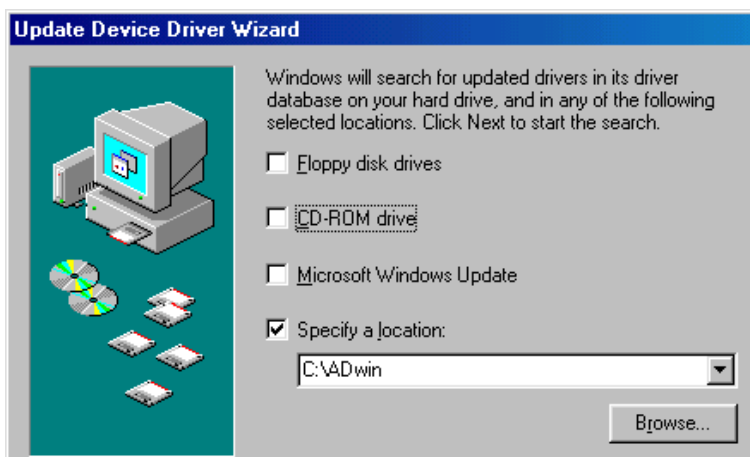 Update Device Driver Wizard
Windows will search for updated drivers in its driver
database on your hard drive, and in any of the following
selected locations. Click Next to start the search.
Floppy disk drives
CD-ROM drive
Microsoft Windows Update
Specify a location:
C:\ADwin
Browse...